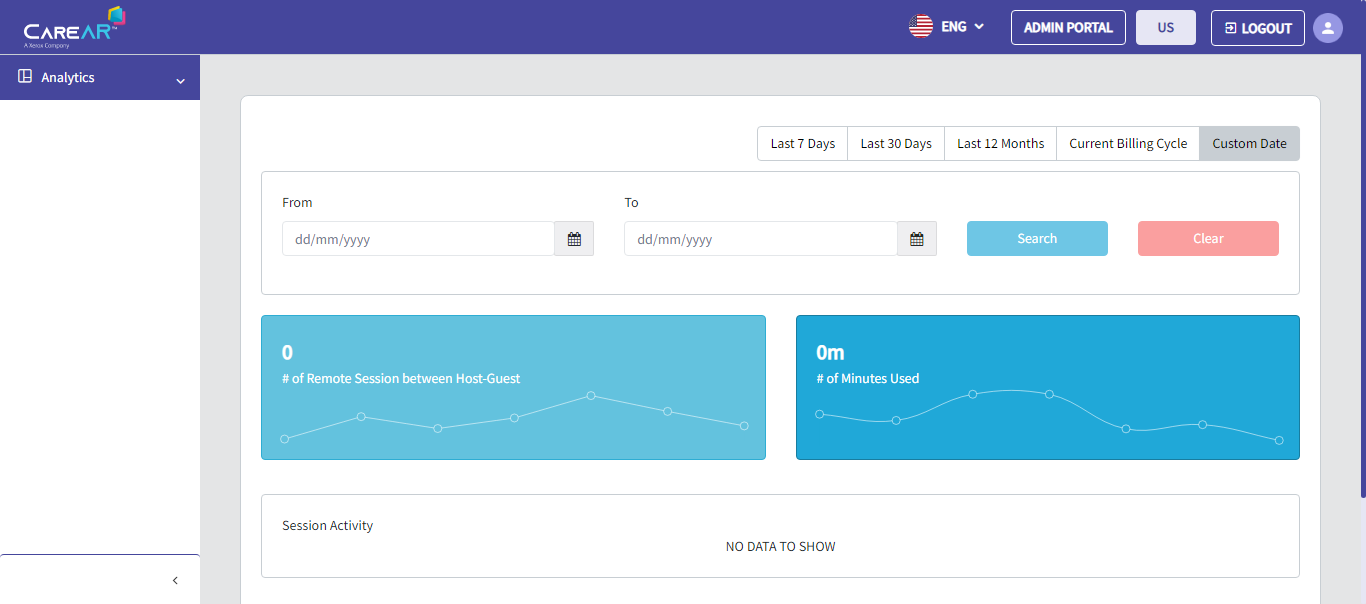 CAREAR™
A Xerox Company
ENG
ADMIN PORTAL
US
LOGOUT
Analytics
Last 7 Days
Last 30 Days
Last 12 Months
Current Billing Cycle
Custom Date
From
To
dd/mm/yyyy
dd/mm/yyyy
Search
Clear
0
# of Remote Session between Host-Guest
0m
# of Minutes Used
Session Activity
NO DATA TO SHOW